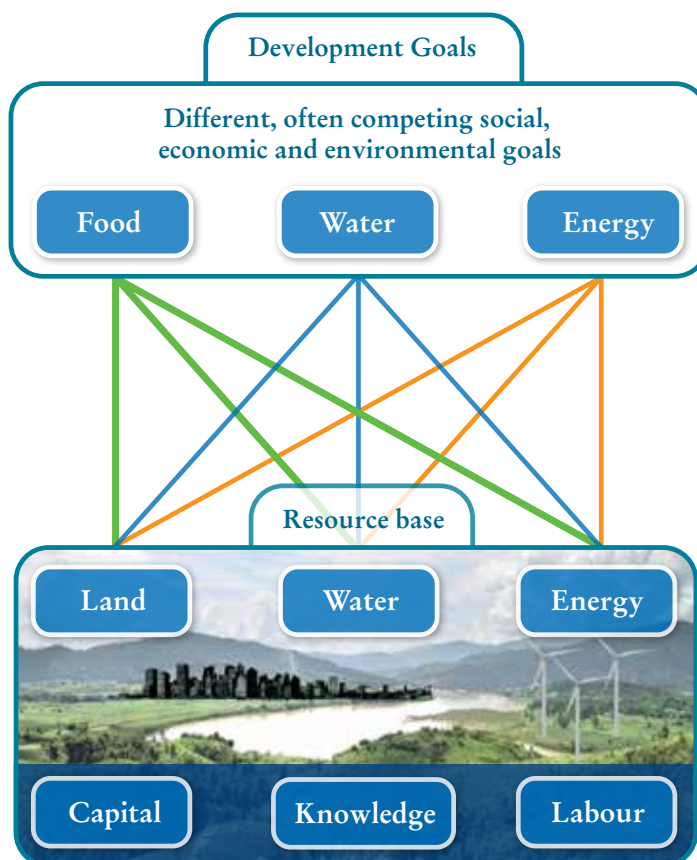 Development Goals
Different, often competing social,
economic and environmental goals
Food
Water
Energy
Resource base
Land
Water
Energy
Capital
Knowledge
Labour